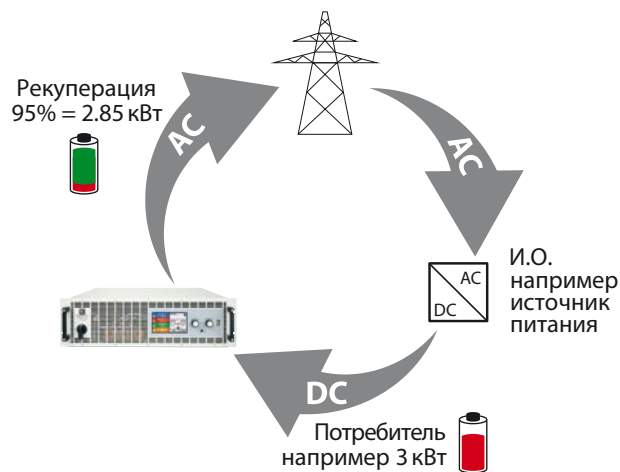 Рекуперация
95% = 2.85 кВт
AC
AC
И.О.
например
источник
питания
AC
DC
DC
Потребитель
например 3 кВт